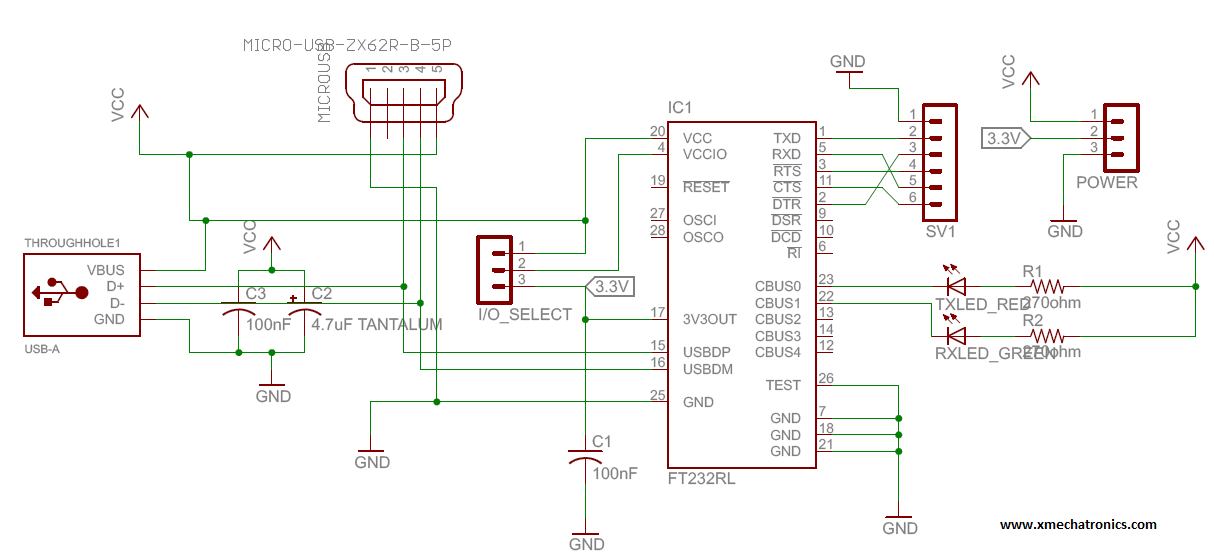 MICRO-USB-ZX62R-B-5P
MICROUSB
1 2 3 4 5
VCC
GND
VCC
IC1
1
2
3
4
5
6
SV1
3.3V
1
2
3
POWER
GND
20 VCC
4 VCCIO
19 RESET
27 OSCI
28 OSCO
17 3V3OUT
15 USBDP
16 USBDM
25 GND
TXD 1
RXD 5
RTS 3
CTS 11
DTR 2
DSR 9
DCD 10
RI 6
CBUS0 23
CBUS1 22
CBUS2 13
CBUS3 14
CBUS4 12
TEST 26
GND 7
GND 18
GND 21
FT232RL
THROUGHHOLE1
VBUS
D+
D-
GND
USB-A
VCC
C3
100nF
C2
4.7uF TANTALUM
GND
1
2
3
I/O_SELECT
3.3V
VCC
R1
TXLED_RED
270ohm
R2
RXLED_GREEN
270ohm
GND
C1
100nF
GND
GND
www.xmechatronics.com